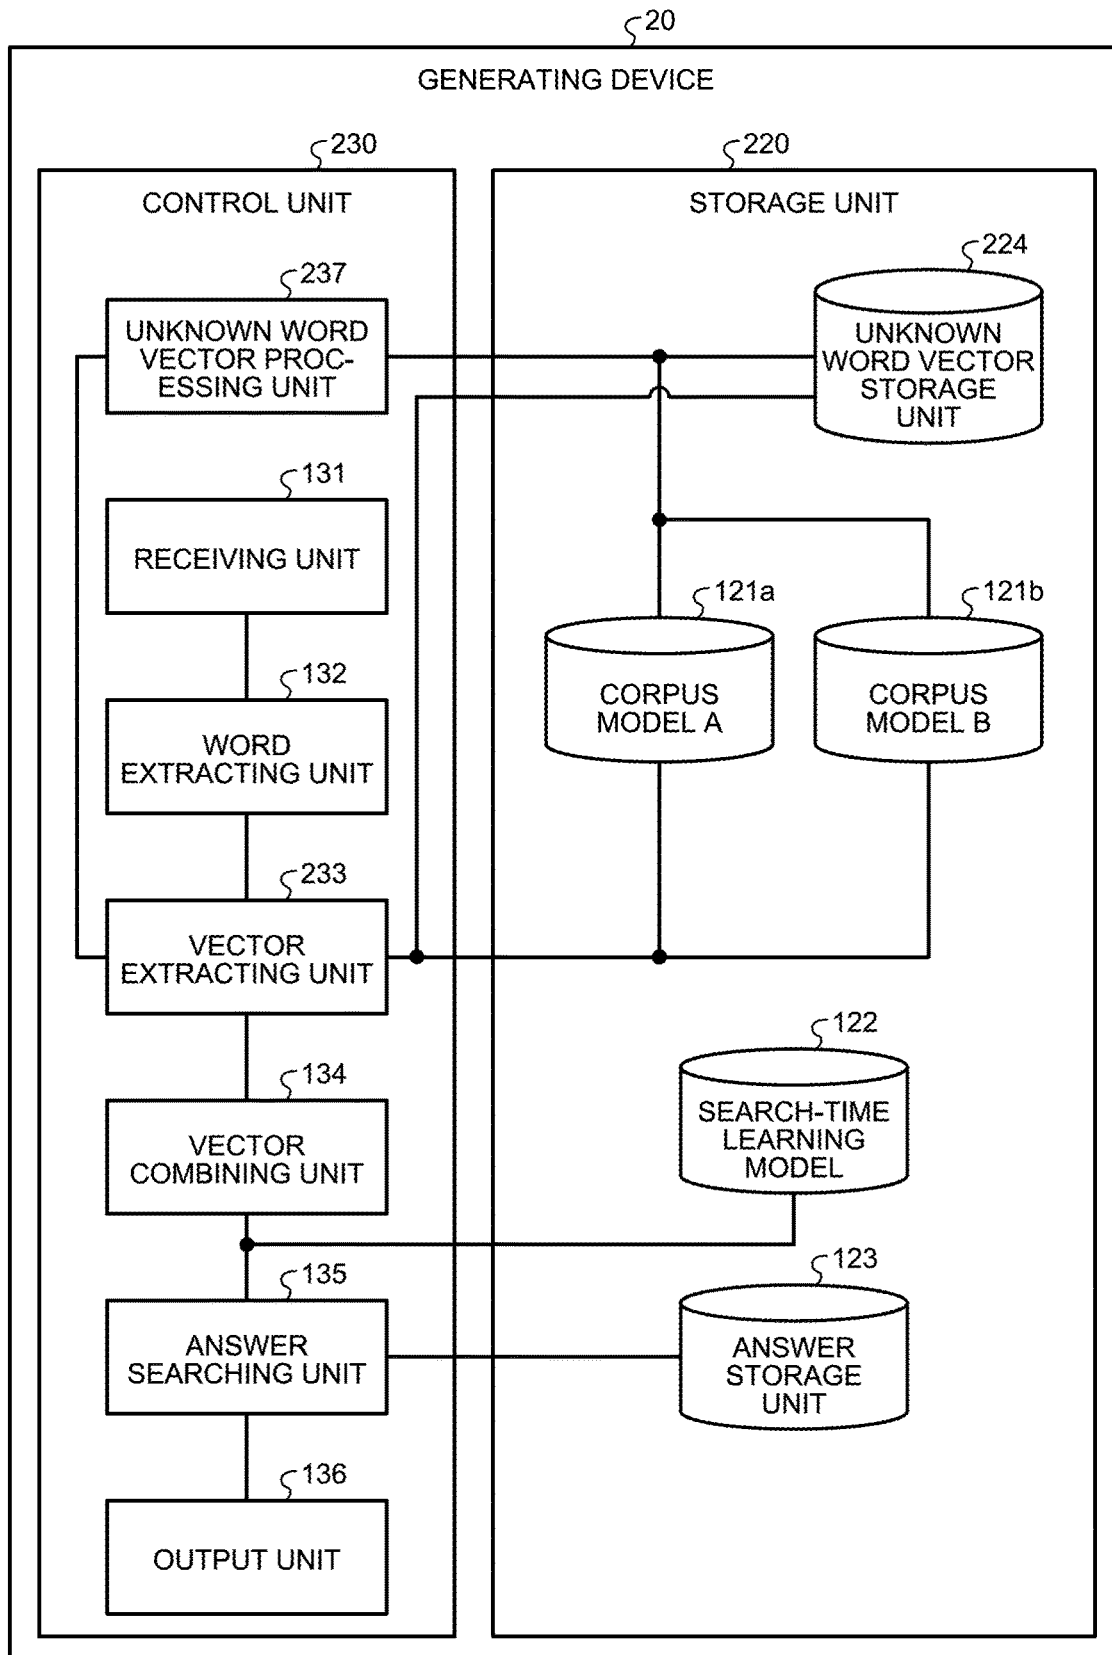 20
GENERATING DEVICE
230
CONTROL UNIT
237
UNKNOWN WORD
VECTOR PROC-
ESSING UNIT
131
RECEIVING UNIT
132
WORD
EXTRACTING UNIT
233
VECTOR
EXTRACTING UNIT
134
VECTOR
COMBINING UNIT
135
ANSWER
SEARCHING UNIT
136
OUTPUT UNIT
220
STORAGE UNIT
224
UNKNOWN
WORD VECTOR
STORAGE
UNIT
121a
CORPUS
MODEL A
121b
CORPUS
MODEL B
122
SEARCH-TIME
LEARNING
MODEL
123
ANSWER
STORAGE
UNIT